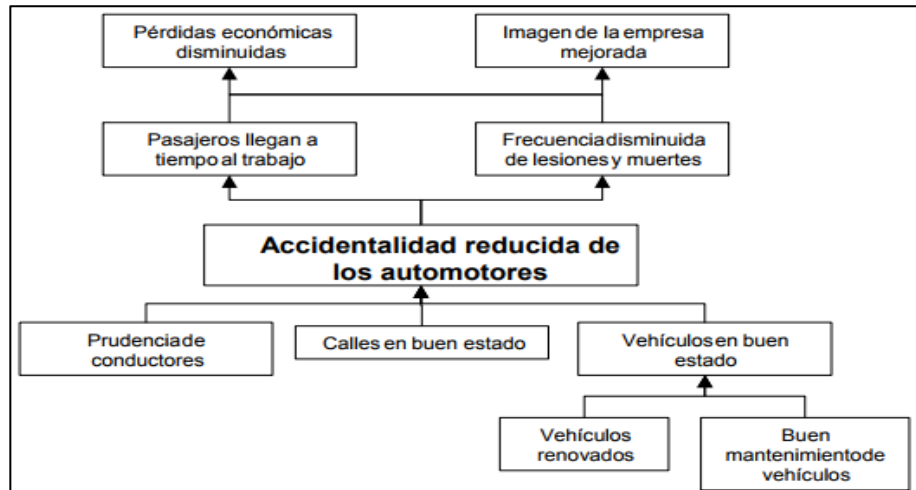 Pérdidas económicas
disminuidas
Imagen de la empresa
mejorada
Pasajeros llegan a
tiempo al trabajo
Frecuencia disminuida
de lesiones y muertes
Accidentalidad reducida de
los automotores
Prudencia de
conductores
Calles en buen estado
Vehículos en buen
estado
Vehículos
renovados
Buen
mantenimiento de
vehículos